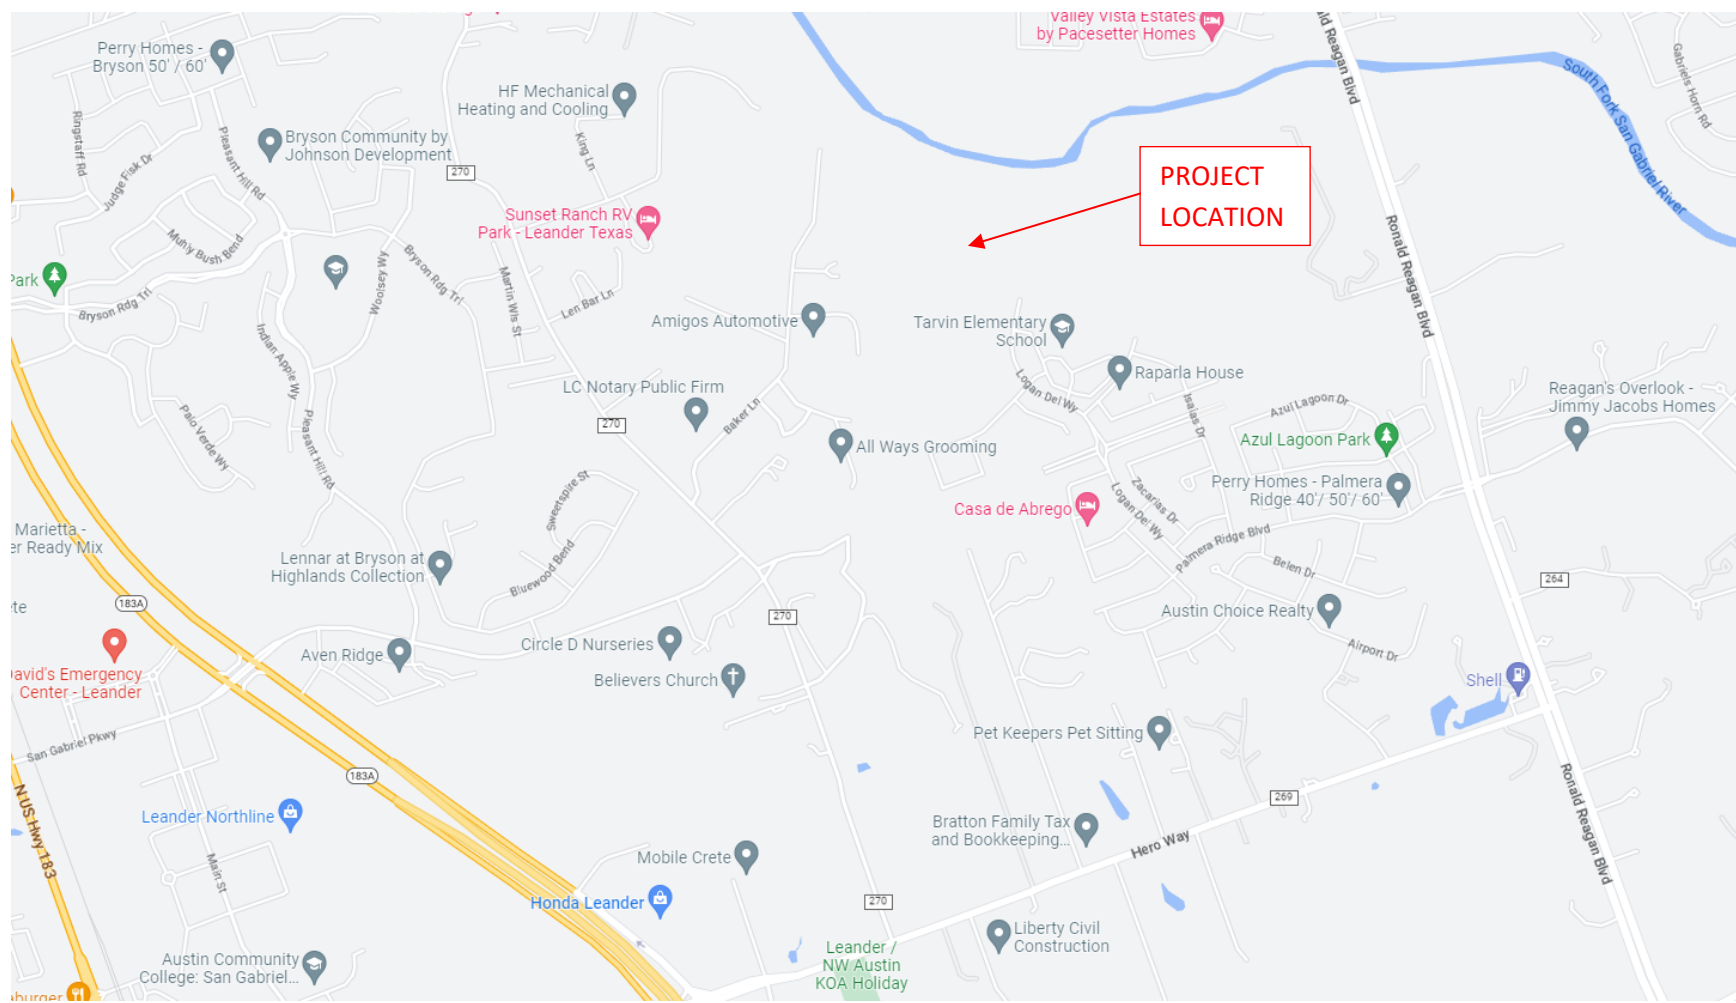 Valley Vista Estates
by Pacesetter Homes
Perry Homes -
Bryson 50' / 60'
Ronald Reagan Blvd
Gabriels Horn Rd
South Fork San Gabriel River
HF Mechanical
Heating and Cooling
Ringstaff Rd
Judge Fisk Dr
Pleasant Hill Rd
Bryson Community by
Johnson Development
King Ln
270
PROJECT
LOCATION
Sunset Ranch RV
Park - Leander Texas
Muhly Bush Bend
Ronald Reagan Blvd
Park
Bryson Rdg Trl
Woolsey Wy
Bryson Rdg Trl
Martin Wls St
Len Bar Ln
Amigos Automotive
Tarvin Elementary
School
Indian Apple Wy
Raparla House
LC Notary Public Firm
Logan Del Wy
Isaias Dr
Azul Lagoon Dr
Reagan's Overlook -
Jimmy Jacobs Homes
Palo Verde Wy
Pleasant Hill Rd
270
Baker Ln
All Ways Grooming
Azul Lagoon Park
Sweetspire St
Casa de Abrego
Zacarias Dr
Logan Del Wy
Perry Homes - Palmera
Ridge 40'/ 50'/ 60'
Marietta -
er Ready Mix
Lennar at Bryson at
Highlands Collection
Bluewood Bend
Palmera Ridge Blvd
Belen Dr
264
ete
183A
270
Austin Choice Realty
David's Emergency
Center - Leander
Aven Ridge
Circle D Nurseries
Believers Church
Airport Dr
Shell
San Gabriel Pkwy
Pet Keepers Pet Sitting
183A
N US Hwy 183
Leander Northline
269
Ronald Reagan Blvd
Bratton Family Tax
and Bookkeeping...
Hero Way
Main St
Mobile Crete
Honda Leander
270
Liberty Civil
Construction
Leander /
NW Austin
KOA Holiday
Austin Community
College: San Gabriel...
aburger